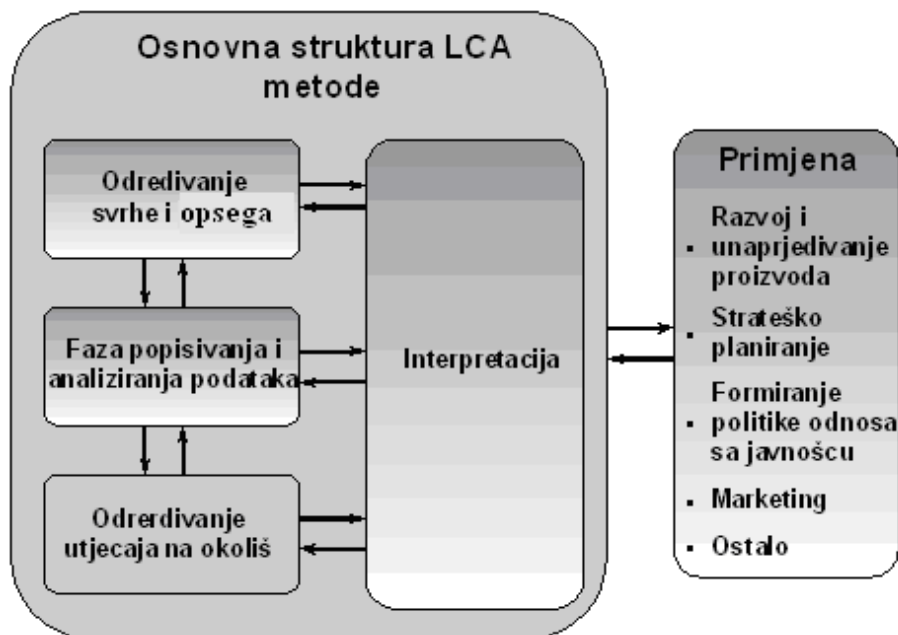 Osnovna struktura LCA
metode
Odredivanje
svrhe i opsega
Faza popisivanja i
analiziranja podataka
Odrerdivanje
utjecaja na okoliš
Interpretacija
Primjena
Razvoj i
▪ unaprjedivanje
proizvoda
▪ Strateško
planiranje
Formiranje
▪ politike odnosa
sa javnošcu
▪ Marketing
▪ Ostalo